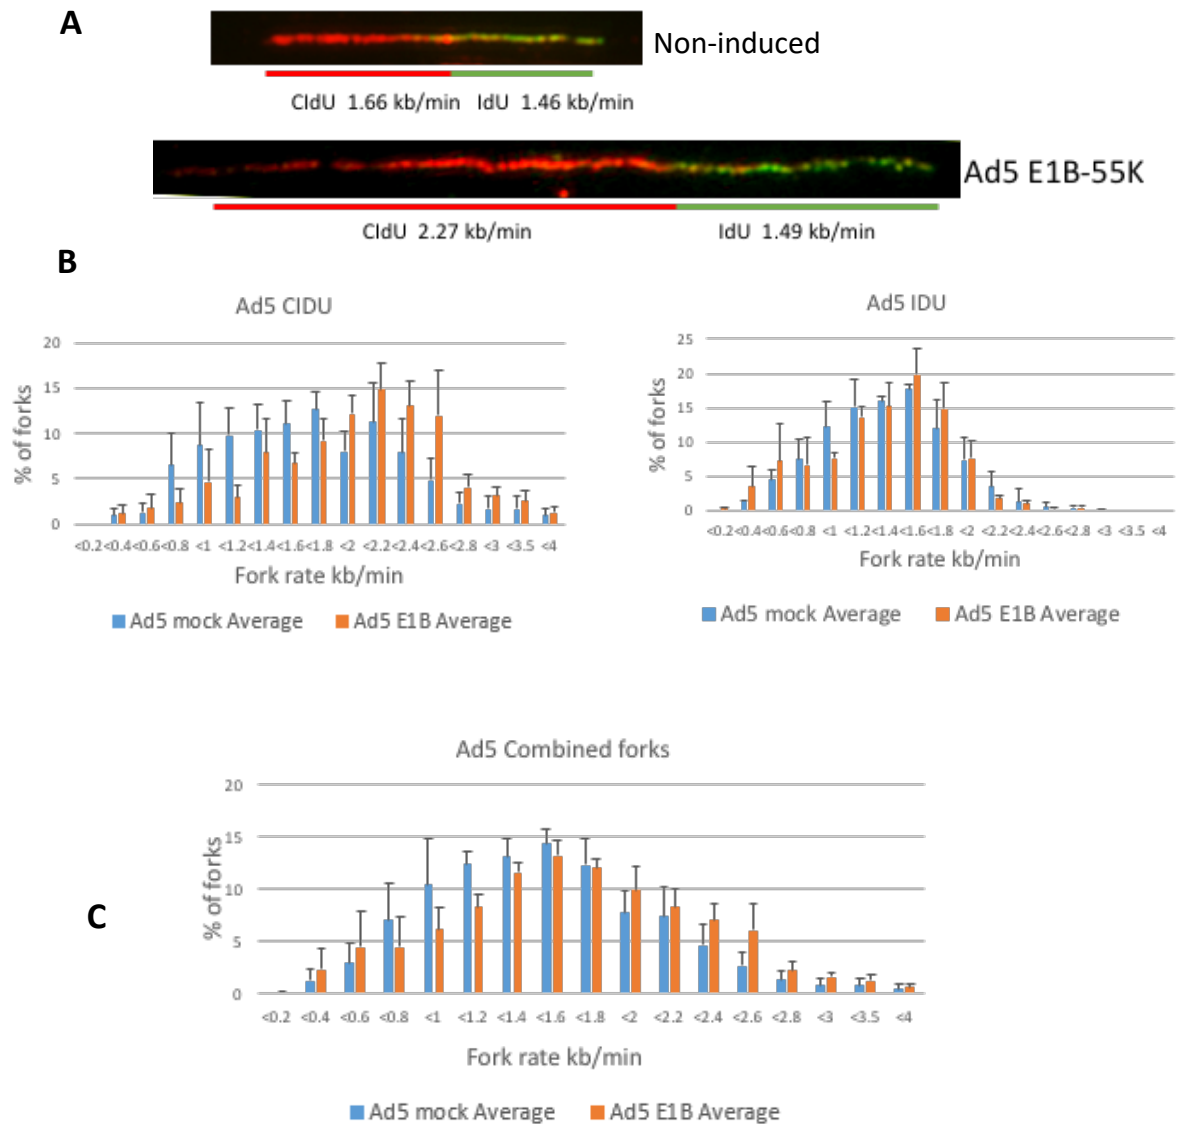 A
Non-induced
CldU 1.66 kb/min IdU 1.46 kb/min
Ad5 E1B-55K
CldU 2.27 kb/min IdU 1.49 kb/min
B
Ad5 CIDU
20
15
10
5
0
% of forks
<0.2 <0.4 <0.6 <0.8 <1 <1.2 <1.4 <1.6 <1.8 <2 <2.2 <2.4 <2.6 <2.8 <3 <3.5 <4
Fork rate kb/min
Ad5 mock Average Ad5 E1B Average
Ad5 IDU
25
20
15
10
5
0
% of forks
<0.2 <0.4 <0.6 <0.8 <1 <1.2 <1.4 <1.6 <1.8 <2 <2.2 <2.4 <2.6 <2.8 <3 <3.5 <4
Fork rate kb/min
Ad5 mock Average Ad5 E1B Average
C
Ad5 Combined forks
20
15
10
5
0
% of forks
<0.2 <0.4 <0.6 <0.8 <1 <1.2 <1.4 <1.6 <1.8 <2 <2.2 <2.4 <2.6 <2.8 <3 <3.5 <4
Fork rate kb/min
Ad5 mock Average Ad5 E1B Average